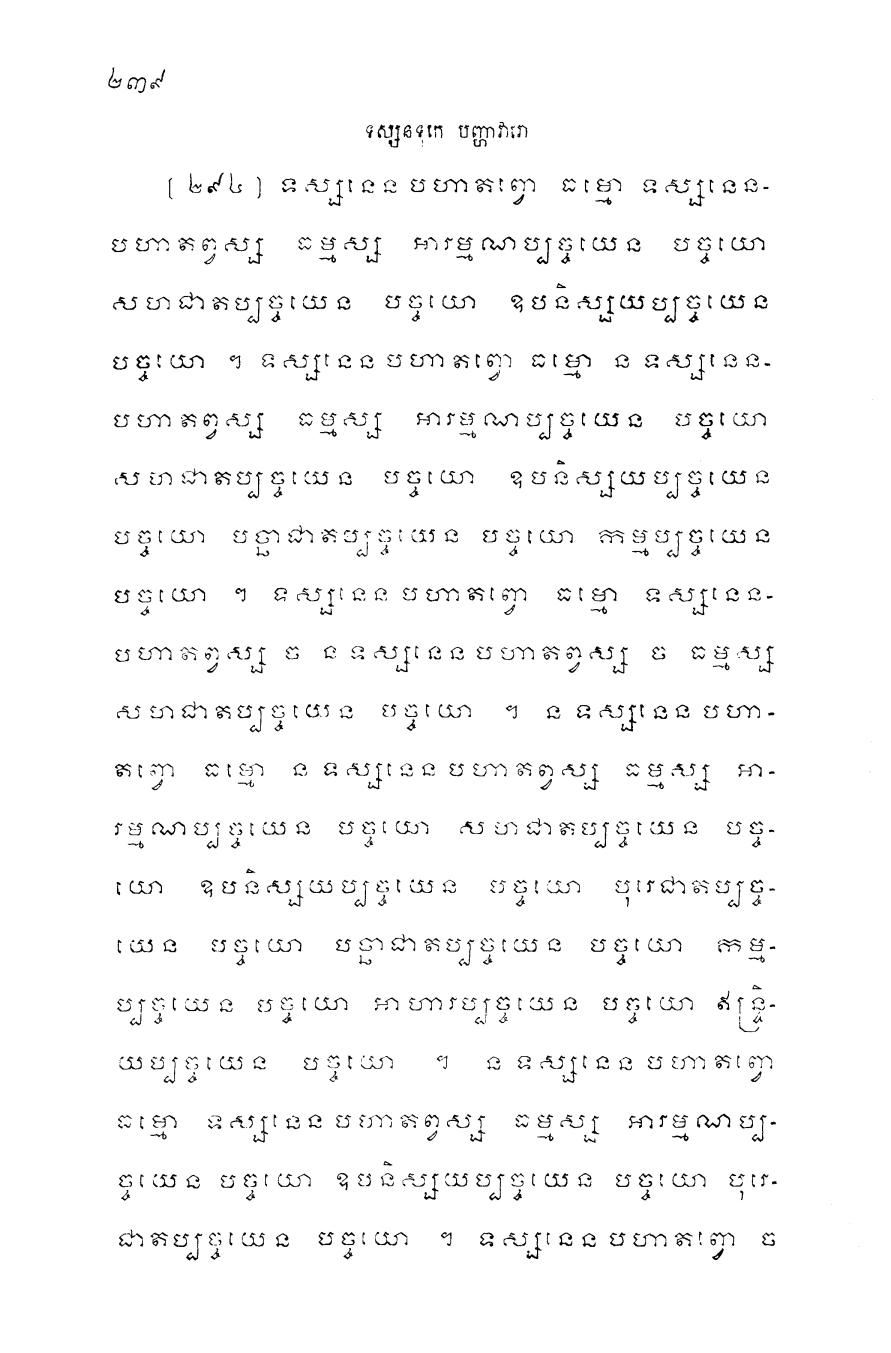 ២៣៩
ទស្សនទុកេ បញ្ហាវារោ
[ ២៩៤ ] ទស្សនេនបហាតព្វោ ធម្មោ ទស្សនេន-
បហាតព្វស្ស ធម្មស្ស អារម្មណប្បច្ចយេន បច្ចយោ
សហជាតប្បច្ចយេន បច្ចយោ ឧបនិស្សយប្បច្ចយេន
បច្ចយោ ។ ទស្សនេនបហាតព្វោ ធម្មោ ន ទស្សនេន-
បហាតព្វស្ស ធម្មស្ស អារម្មណប្បច្ចយេន បច្ចយោ
សហជាតប្បច្ចយេន បច្ចយោ ឧបនិស្សយប្បច្ចយេន
បច្ចយោ បច្ឆាជាតប្បច្ចយេន បច្ចយោ កម្មប្បច្ចយេន
បច្ចយោ ។ ទស្សនេនបហាតព្វោ ធម្មោ ទស្សនេន-
បហាតព្វស្ស ច ន ទស្សនេនបហាតព្វស្ស ច ធម្មស្ស
សហជាតប្បច្ចយេន បច្ចយោ ។ ន ទស្សនេនបហា-
តព្វោ ធម្មោ ន ទស្សនេនបហាតព្វស្ស ធម្មស្ស អា-
រម្មណប្បច្ចយេន បច្ចយោ សហជាតប្បច្ចយេន បច្ច-
យោ ឧបនិស្សយប្បច្ចយេន បច្ចយោ បុរេជាតប្បច្ច-
យេន បច្ចយោ បច្ឆាជាតប្បច្ចយេន បច្ចយោ កម្ម-
ប្បច្ចយេន បច្ចយោ អាហារប្បច្ចយេន បច្ចយោ ឥន្ទ្រិ-
យប្បច្ចយេន បច្ចយោ ។ ន ទស្សនេនបហាតព្វោ
ធម្មោ ទស្សនេនបហាតព្វស្ស ធម្មស្ស អារម្មណប្ប-
ច្ចយេន បច្ចយោ ឧបនិស្សយប្បច្ចយេន បច្ចយោ បុរេ-
ជាតប្បច្ចយេន បច្ចយោ ។ ទស្សនេនបហាតព្វោ ច